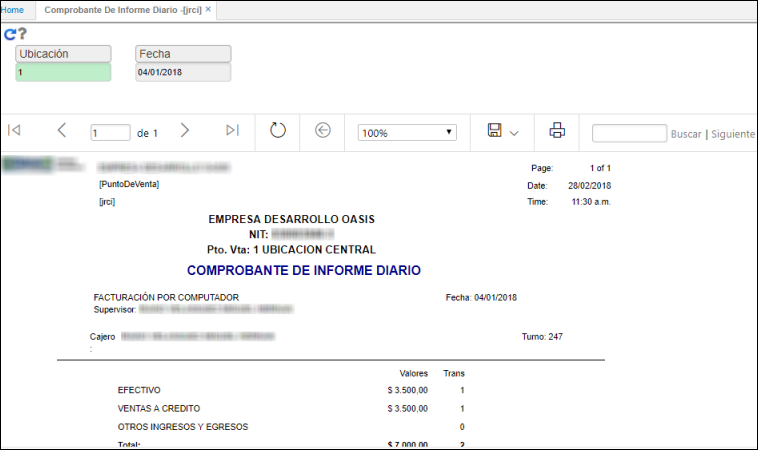 Home Comprobante De Informe Diario -[jrci] ×
?
Ubicación Fecha
1 04/01/2018
1 de 1 100% Buscar | Siguiente
Page: 1 of 1
[PuntoDeVenta] Date: 28/02/2018
[jrci] Time: 11:30 a.m.
EMPRESA DESARROLLO OASIS
NIT:
Pto. Vta: 1 UBICACION CENTRAL
COMPROBANTE DE INFORME DIARIO
FACTURACIÓN POR COMPUTADOR Fecha: 04/01/2018
Supervisor:
Cajero Turno: 247
:
Valores Trans
EFECTIVO $ 3.500,00 1
VENTAS A CREDITO $ 3.500,00 1
OTROS INGRESOS Y EGRESOS 0
Total: $ 7.000,00 2